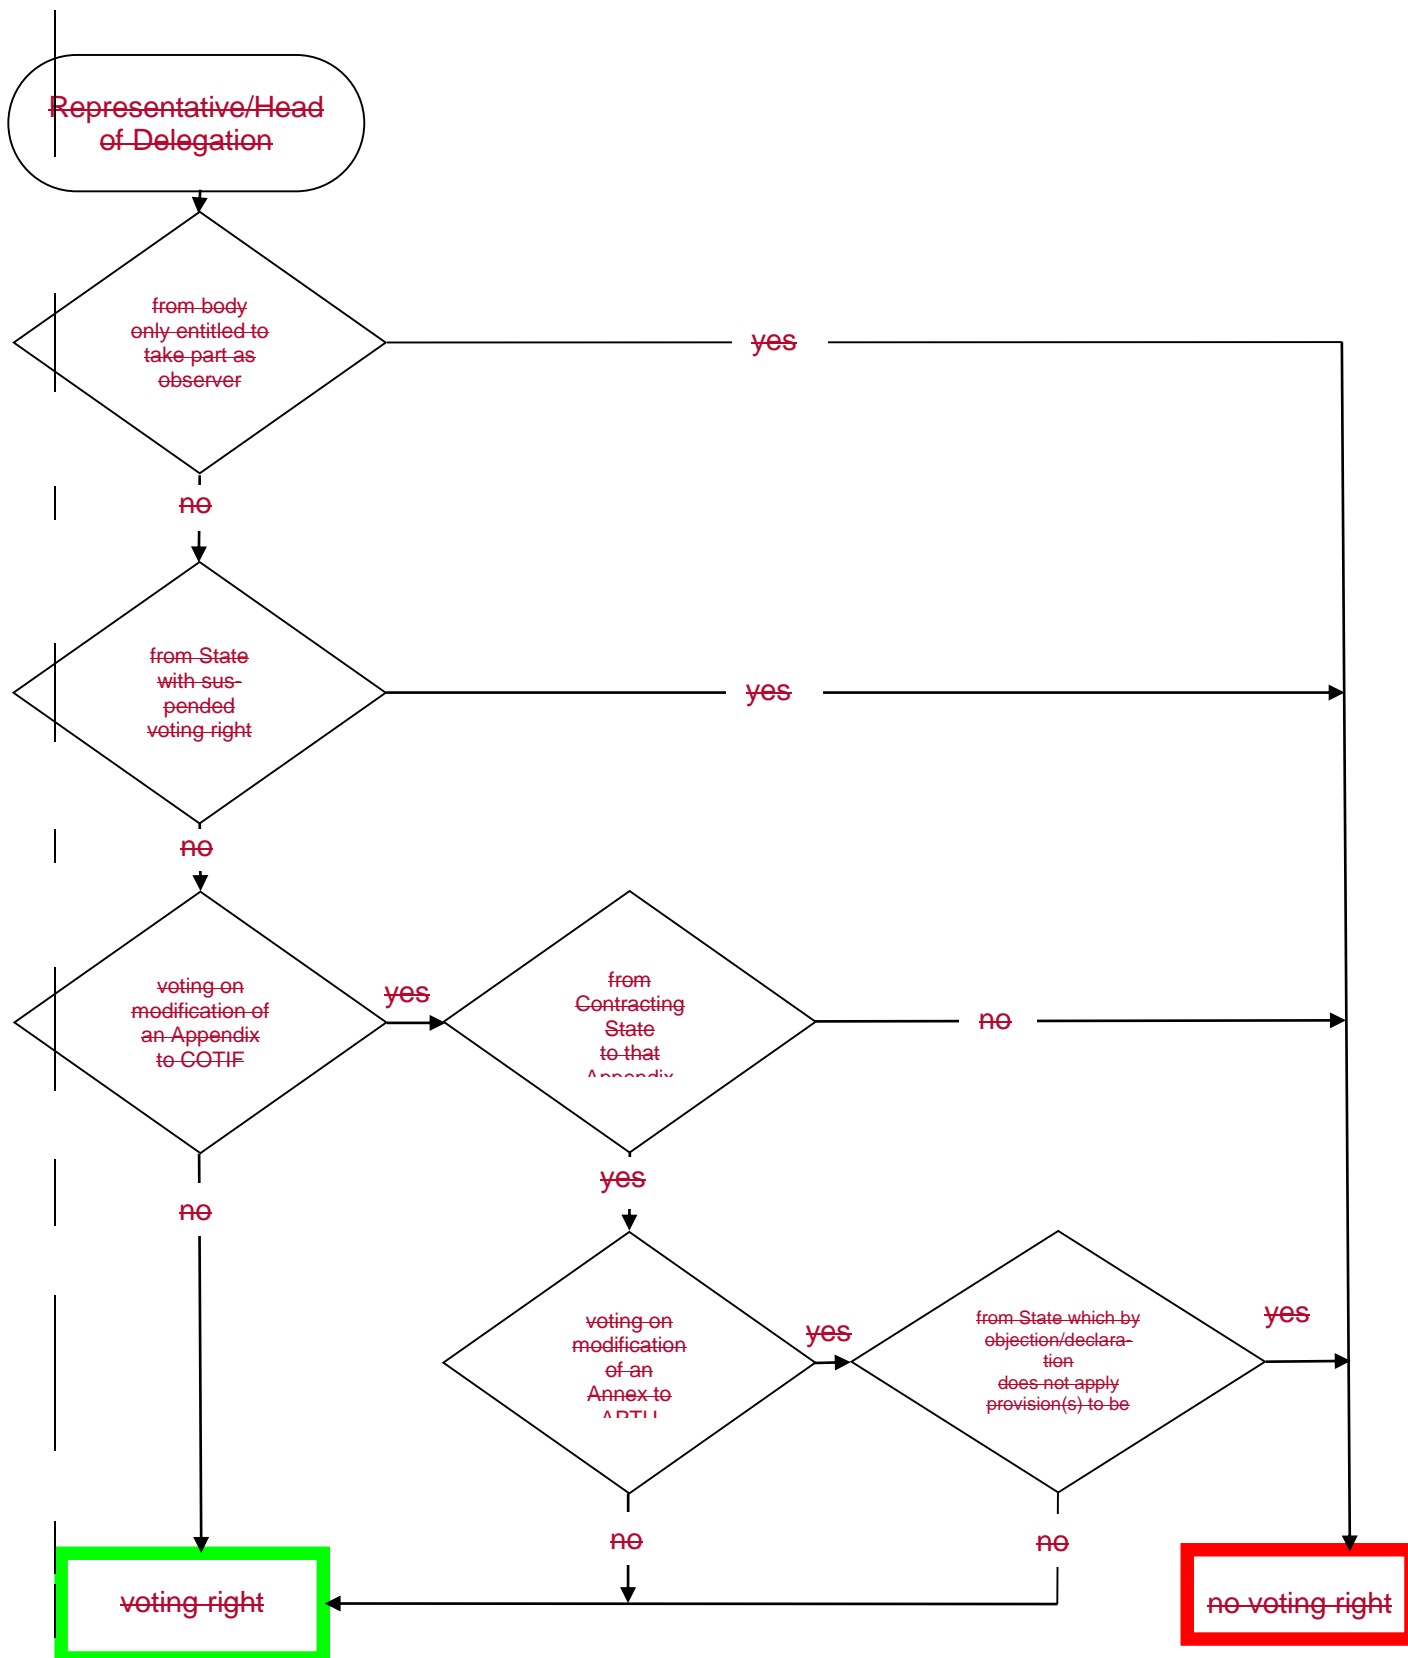 Representative/Head
of Delegation
from body
only entitled to
take part as
observer
yes
no
from State
with sus-
pended
voting right
yes
no
voting on
modification of
an Appendix
to COTIF
yes
from
Contracting
State
to that
Appendix
no
yes
no
voting on
modification
of an
Annex to
yes
from State which by
objection/declara-
tion
does not apply
provision(s) to be
yes
no
no
voting right
no voting right